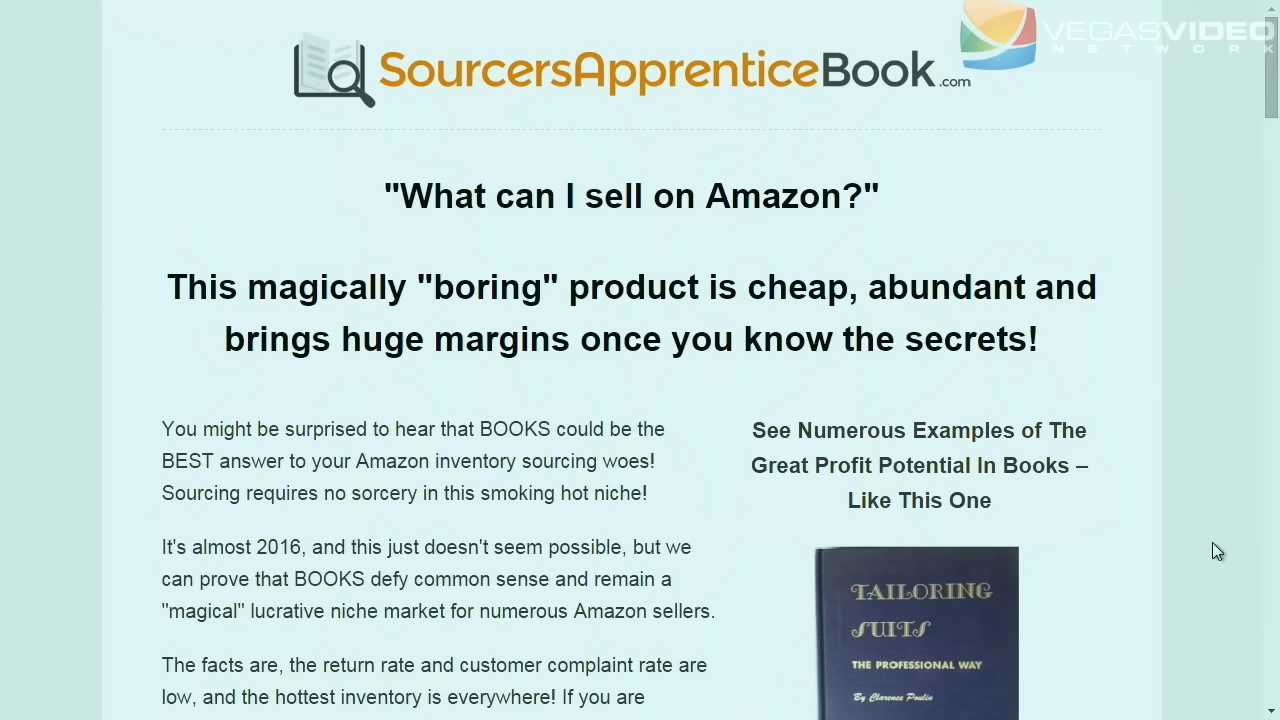 VEGASVIDEO
NETWORK
SourcersApprenticeBook.com
"What can I sell on Amazon?"
This magically "boring" product is cheap, abundant and
brings huge margins once you know the secrets!
You might be surprised to hear that BOOKS could be the
BEST answer to your Amazon inventory sourcing woes!
Sourcing requires no sorcery in this smoking hot niche!
It's almost 2016, and this just doesn't seem possible, but we
can prove that BOOKS defy common sense and remain a
"magical" lucrative niche market for numerous Amazon sellers.
The facts are, the return rate and customer complaint rate are
low, and the hottest inventory is everywhere! If you are
See Numerous Examples of The
Great Profit Potential In Books –
Like This One
TAILORING
SUITS
THE PROFESSIONAL WAY
By Clarence Poulin